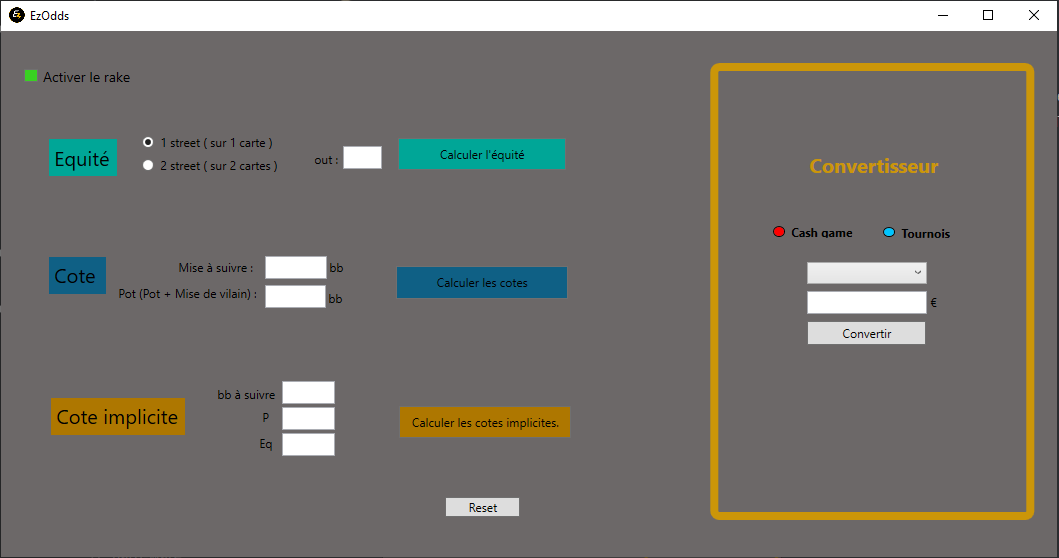 EzOdds
Activer le rake
Equité
1 street ( sur 1 carte )
2 street ( sur 2 cartes )
out :
Calculer l'équité
Cote
Mise à suivre :
bb
Pot (Pot + Mise de vilain) :
bb
Calculer les cotes
Cote implicite
bb à suivre
P
Eq
Calculer les cotes implicites.
Reset
Convertisseur
Cash game
Tournois
€
Convertir